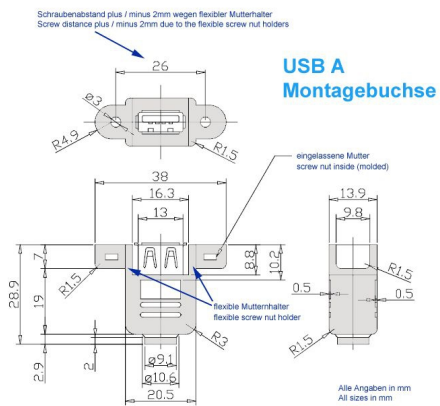 Schraubenabstand plus / minus 2mm wegen flexibler Mutterhalter
Screw distance plus / minus 2mm due to the flexible screw nut holders
USB A
Montagebuchse
26
ø3
R4.9
R1.5
eingelassene Mutter
screw nut inside (molded)
38
16.3
13
13.9
9.8
7
8.8
10.2
R1.5
R1.5
28.9
19
0.5
0.5
flexible Mutternhalter
flexible screw nut holder
R3
R1.5
2.9
2
ø9.1
ø10.6
20.5
Alle Angaben in mm
All sizes in mm